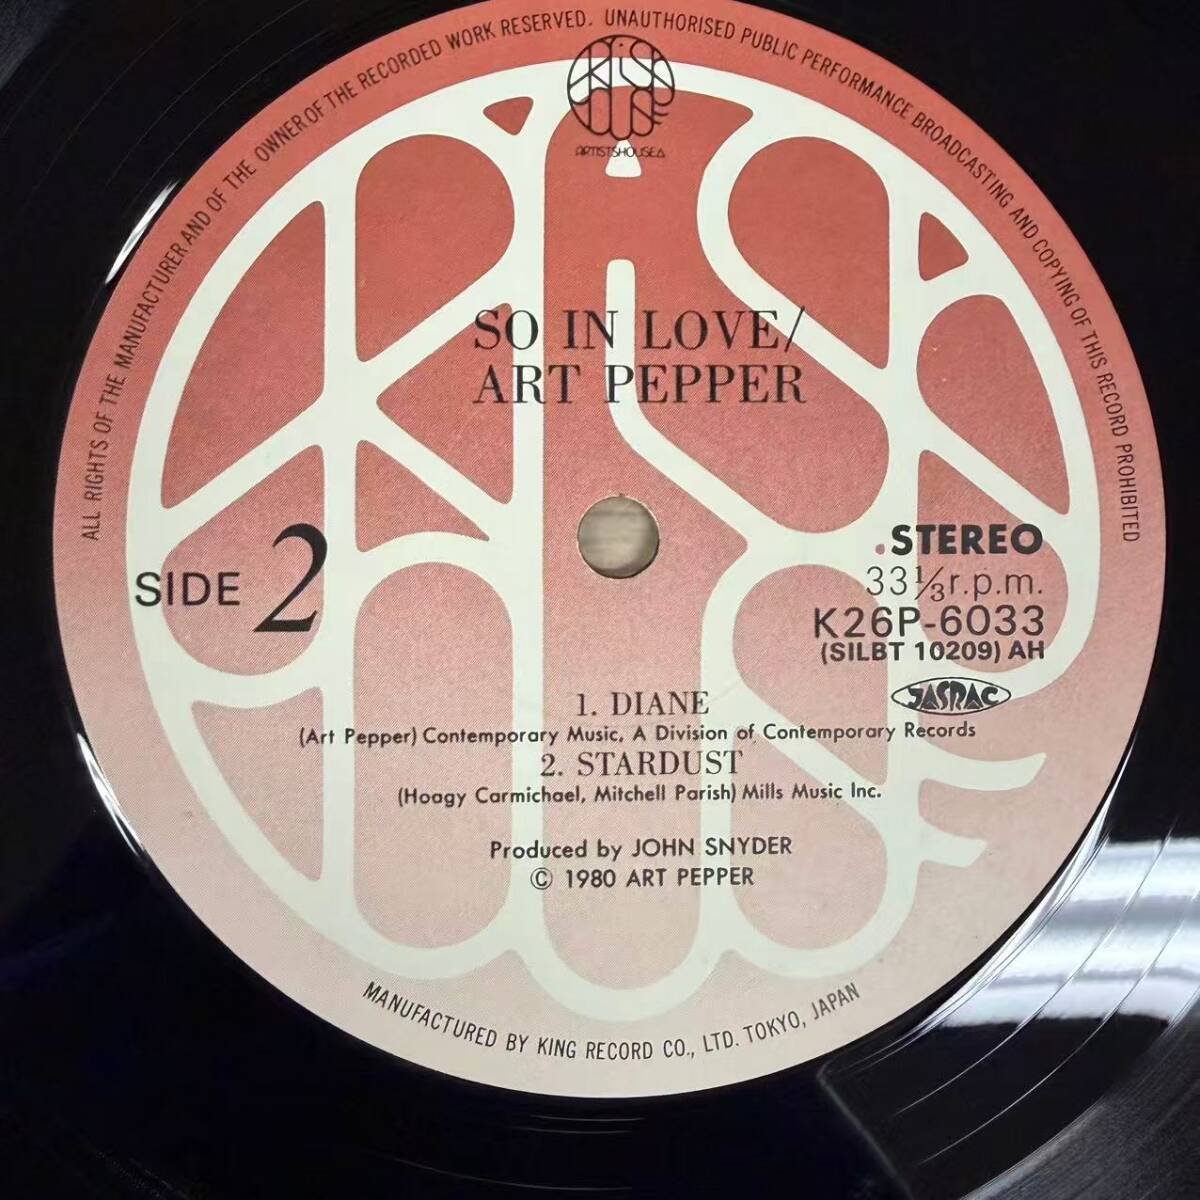 ALL RIGHTS OF THE MANUFACTURER AND OF THE OWNER OF THE RECORDED WORK RESERVED. UNAUTHORISED PUBLIC PERFORMANCE BROADCASTING AND COPYING OF THIS RECORD PROHIBITED
ARTISTSHOUSE
SO IN LOVE/
ART PEPPER
SIDE 2
STEREO
33⅓r.p.m.
K26P-6033
(SILBT 10209) AH
JASRAC
1. DIANE
(Art Pepper) Contemporary Music, A Division of Contemporary Records
2. STARDUST
(Hoagy Carmichael, Mitchell Parish) Mills Music Inc.
Produced by JOHN SNYDER
© 1980 ART PEPPER
MANUFACTURED BY KING RECORD CO., LTD. TOKYO, JAPAN